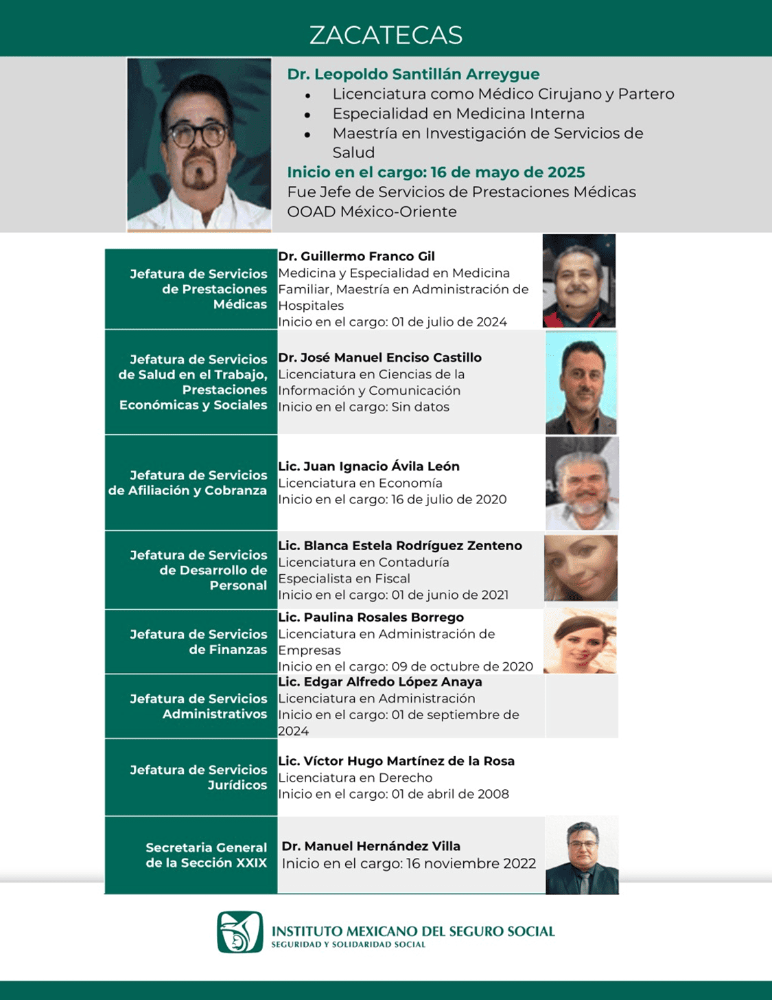 ZACATECAS
Dr. Leopoldo Santillán Arreygue
• Licenciatura como Médico Cirujano y Partero
• Especialidad en Medicina Interna
• Maestría en Investigación de Servicios de
Salud
Inicio en el cargo: 16 de mayo de 2025
Fue Jefe de Servicios de Prestaciones Médicas
OOAD México-Oriente
Jefatura de Servicios
de Prestaciones
Médicas
Dr. Guillermo Franco Gil
Medicina y Especialidad en Medicina
Familiar, Maestría en Administración de
Hospitales
Inicio en el cargo: 01 de julio de 2024
Jefatura de Servicios
de Salud en el Trabajo,
Prestaciones
Económicas y Sociales
Dr. José Manuel Enciso Castillo
Licenciatura en Ciencias de la
Información y Comunicación
Inicio en el cargo: Sin datos
Jefatura de Servicios
de Afiliación y Cobranza
Lic. Juan Ignacio Ávila León
Licenciatura en Economía
Inicio en el cargo: 16 de julio de 2020
Jefatura de Servicios
de Desarrollo de
Personal
Lic. Blanca Estela Rodríguez Zenteno
Licenciatura en Contaduría
Especialista en Fiscal
Inicio en el cargo: 01 de junio de 2021
Jefatura de Servicios
de Finanzas
Lic. Paulina Rosales Borrego
Licenciatura en Administración de
Empresas
Inicio en el cargo: 09 de octubre de 2020
Jefatura de Servicios
Administrativos
Lic. Edgar Alfredo López Anaya
Licenciatura en Administración
Inicio en el cargo: 01 de septiembre de
2024
Jefatura de Servicios
Jurídicos
Lic. Víctor Hugo Martínez de la Rosa
Licenciatura en Derecho
Inicio en el cargo: 01 de abril de 2008
Secretaria General
de la Sección XXIX
Dr. Manuel Hernández Villa
Inicio en el cargo: 16 noviembre 2022
INSTITUTO MEXICANO DEL SEGURO SOCIAL
SEGURIDAD Y SOLIDARIDAD SOCIAL